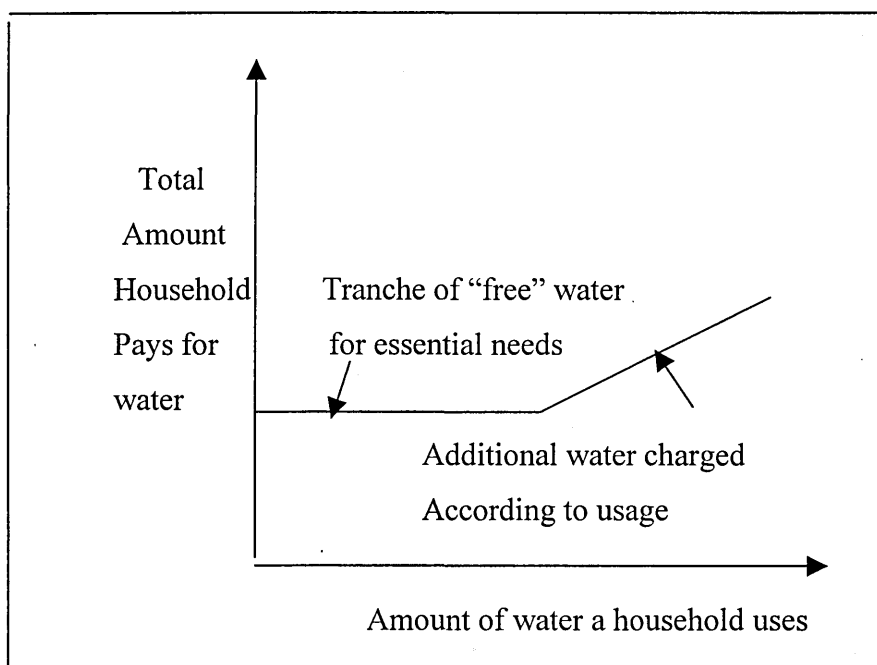 Total
Amount
Household
Pays for
water
Tranche of “free” water
for essential needs
Additional water charged
According to usage
Amount of water a household uses